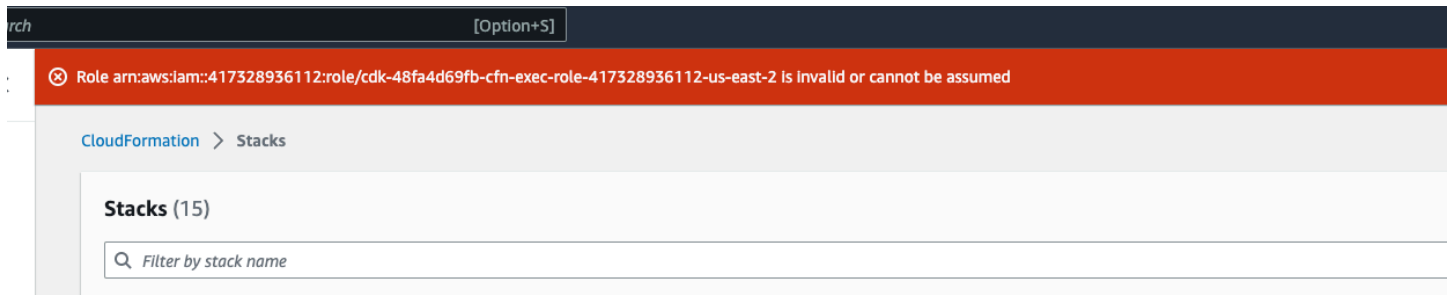 [Option+S]
Role arn:aws:iam::417328936112:role/cdk-48fa4d69fb-cfn-exec-role-417328936112-us-east-2 is invalid or cannot be assumed
CloudFormation > Stacks
Stacks (15)
Filter by stack name